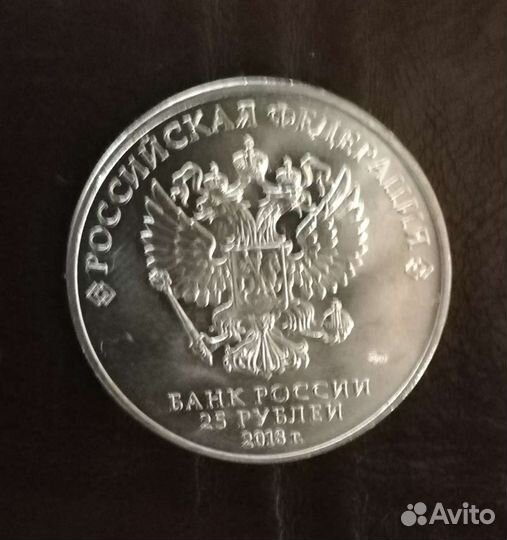 РОССИЙСКАЯ ФЕДЕРАЦИЯ
БАНК РОССИИ
25 РУБЛЕЙ
2018 г.
Avito